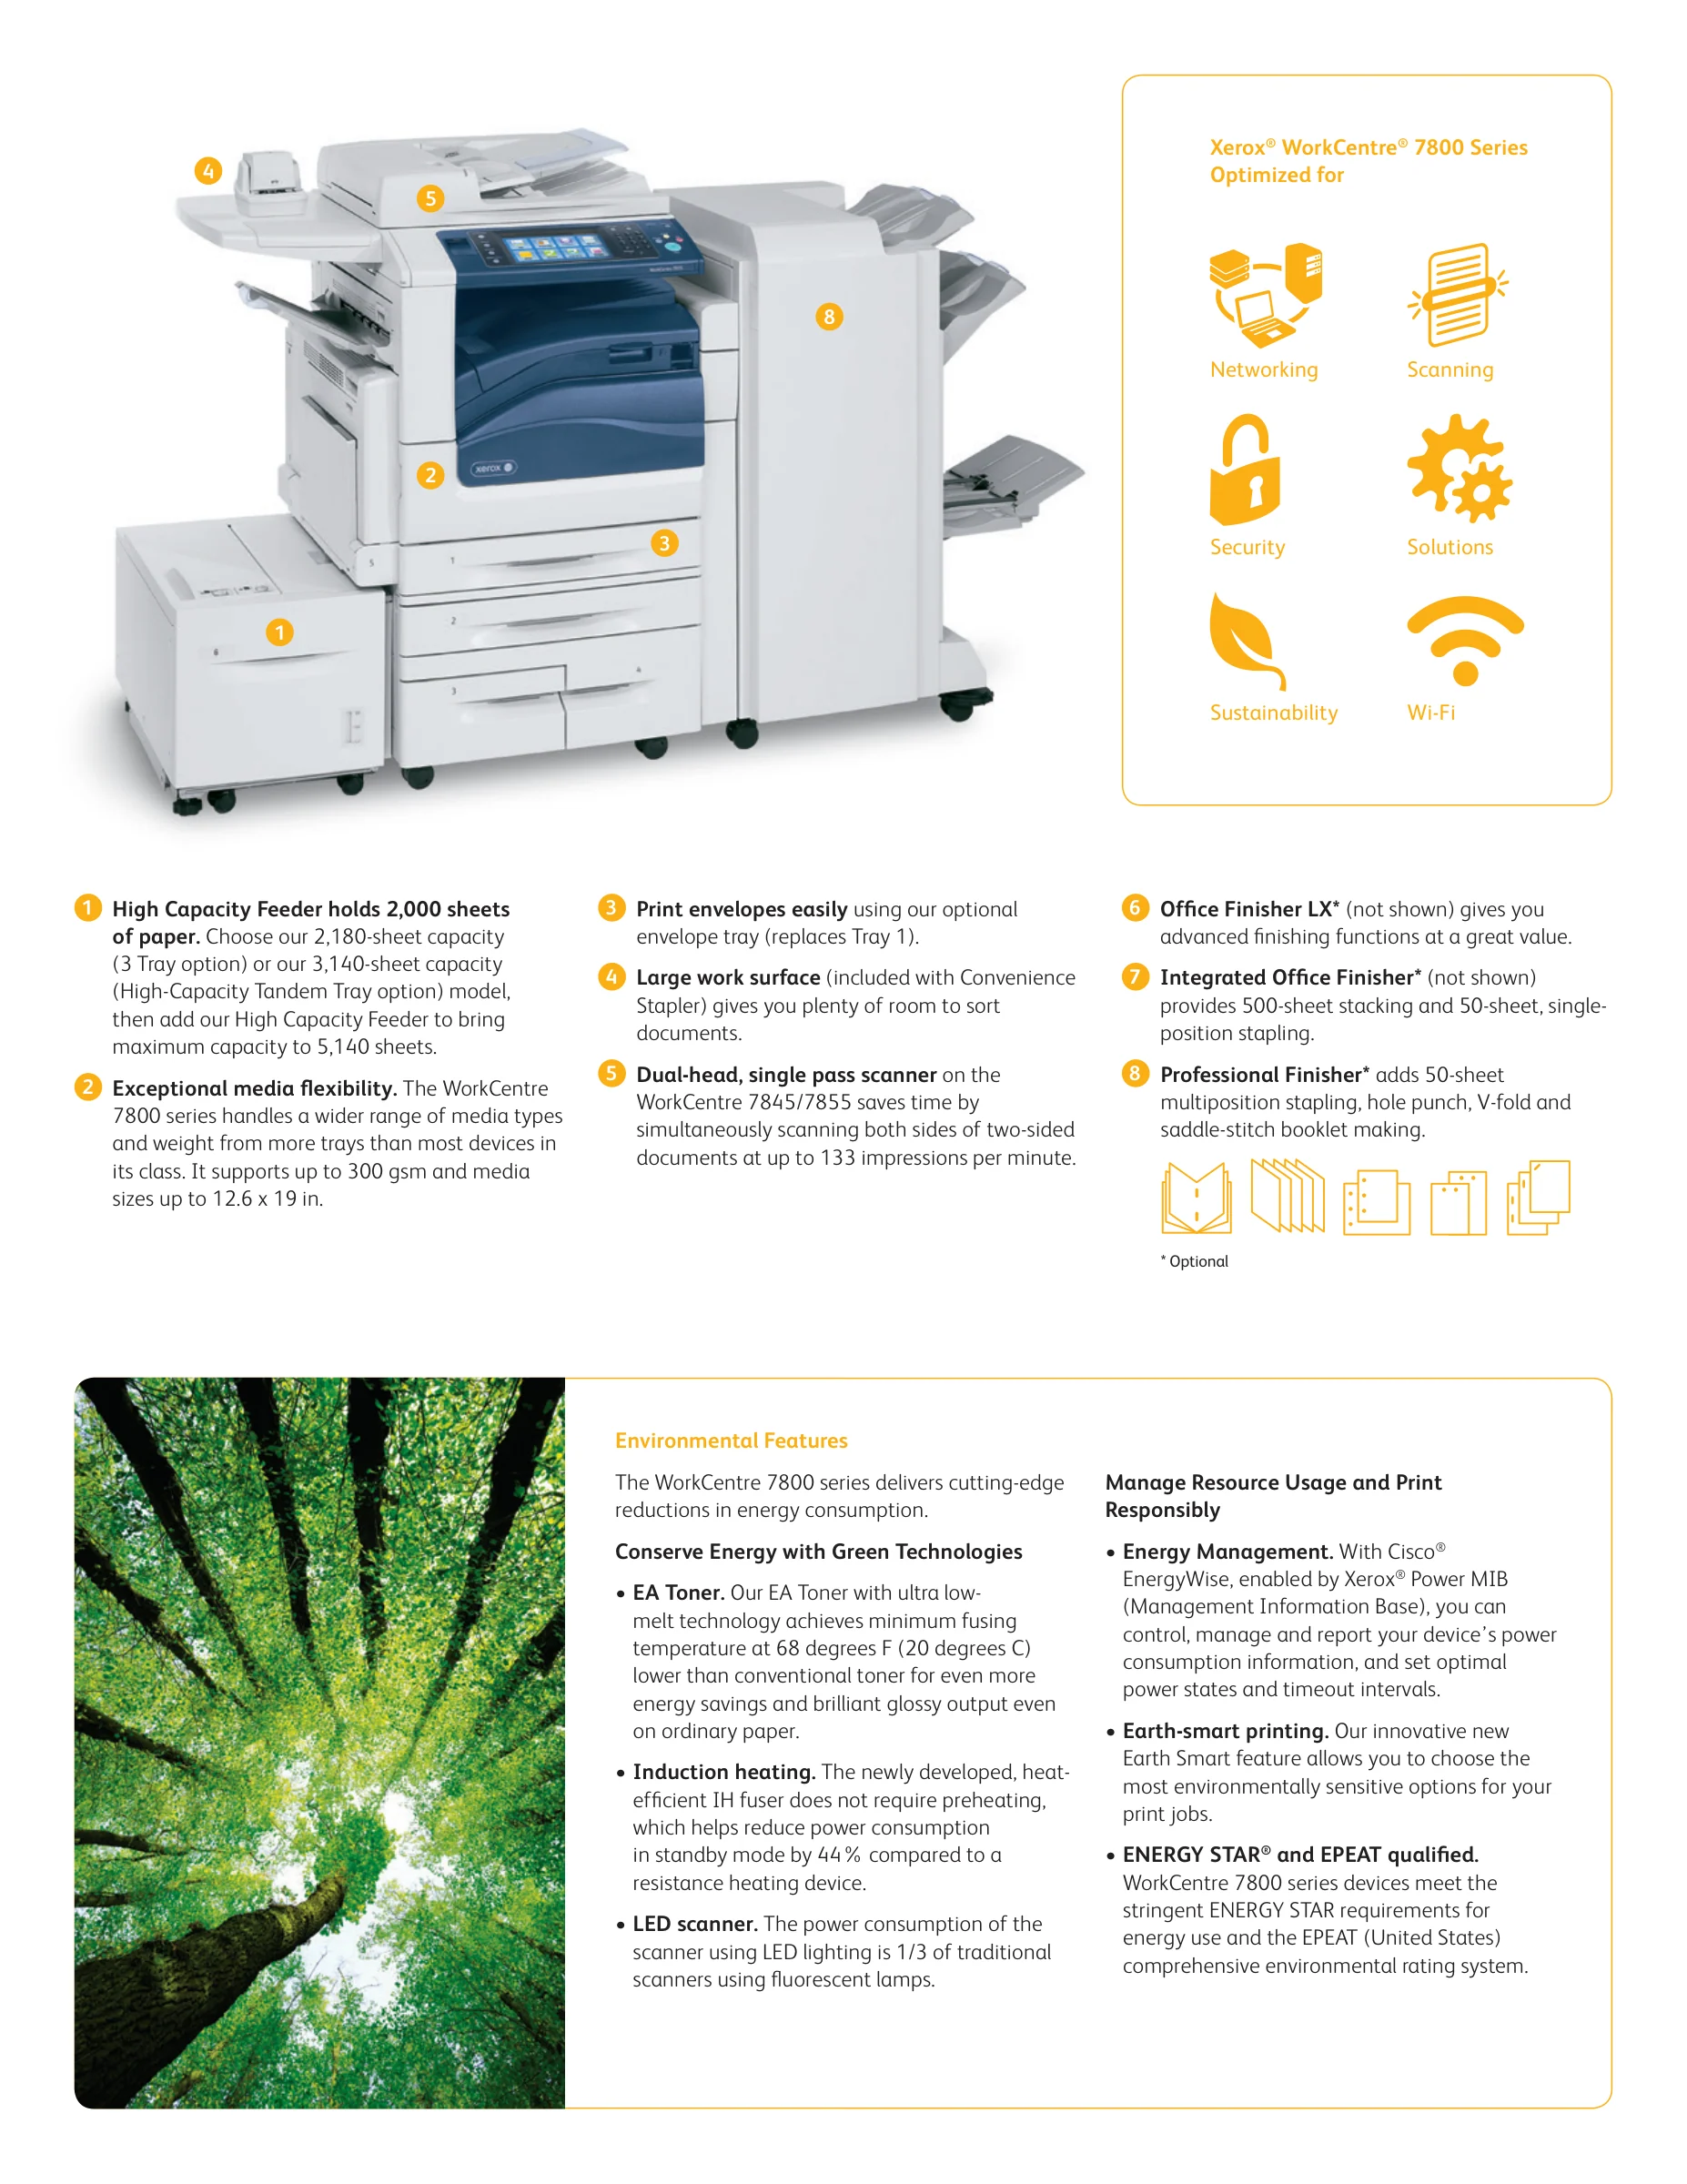 4
5
8
2
xerox
3
1
1
2
3
4
5
6
Xerox® WorkCentre® 7800 Series
Optimized for
Networking
Scanning
Security
Solutions
Sustainability
Wi-Fi
1 High Capacity Feeder holds 2,000 sheets
of paper. Choose our 2,180-sheet capacity
(3 Tray option) or our 3,140-sheet capacity
(High-Capacity Tandem Tray option) model,
then add our High Capacity Feeder to bring
maximum capacity to 5,140 sheets.
2 Exceptional media flexibility. The WorkCentre
7800 series handles a wider range of media types
and weight from more trays than most devices in
its class. It supports up to 300 gsm and media
sizes up to 12.6 x 19 in.
3 Print envelopes easily using our optional
envelope tray (replaces Tray 1).
4 Large work surface (included with Convenience
Stapler) gives you plenty of room to sort
documents.
5 Dual-head, single pass scanner on the
WorkCentre 7845/7855 saves time by
simultaneously scanning both sides of two-sided
documents at up to 133 impressions per minute.
6 Office Finisher LX* (not shown) gives you
advanced finishing functions at a great value.
7 Integrated Office Finisher* (not shown)
provides 500-sheet stacking and 50-sheet, single-
position stapling.
8 Professional Finisher* adds 50-sheet
multiposition stapling, hole punch, V-fold and
saddle-stitch booklet making.
* Optional
Environmental Features
The WorkCentre 7800 series delivers cutting-edge
reductions in energy consumption.
Conserve Energy with Green Technologies
• EA Toner. Our EA Toner with ultra low-
melt technology achieves minimum fusing
temperature at 68 degrees F (20 degrees C)
lower than conventional toner for even more
energy savings and brilliant glossy output even
on ordinary paper.
• Induction heating. The newly developed, heat-
efficient IH fuser does not require preheating,
which helps reduce power consumption
in standby mode by 44% compared to a
resistance heating device.
• LED scanner. The power consumption of the
scanner using LED lighting is 1/3 of traditional
scanners using fluorescent lamps.
Manage Resource Usage and Print
Responsibly
• Energy Management. With Cisco®
EnergyWise, enabled by Xerox® Power MIB
(Management Information Base), you can
control, manage and report your device's power
consumption information, and set optimal
power states and timeout intervals.
• Earth-smart printing. Our innovative new
Earth Smart feature allows you to choose the
most environmentally sensitive options for your
print jobs.
• ENERGY STAR® and EPEAT qualified.
WorkCentre 7800 series devices meet the
stringent ENERGY STAR requirements for
energy use and the EPEAT (United States)
comprehensive environmental rating system.